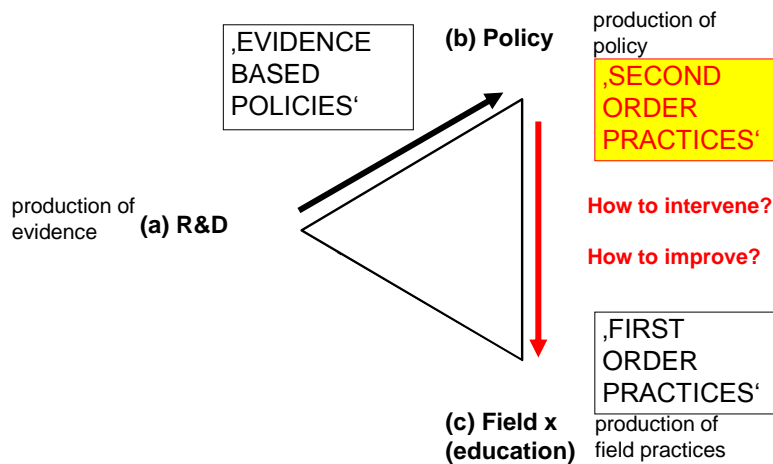 ‚EVIDENCE
BASED
POLICIES‘
(b) Policy
production of
policy
‚SECOND
ORDER
PRACTICES‘
production of
evidence
(a) R&D
How to intervene?
How to improve?
‚FIRST
ORDER
PRACTICES‘
(c) Field x
(education)
production of
field practices